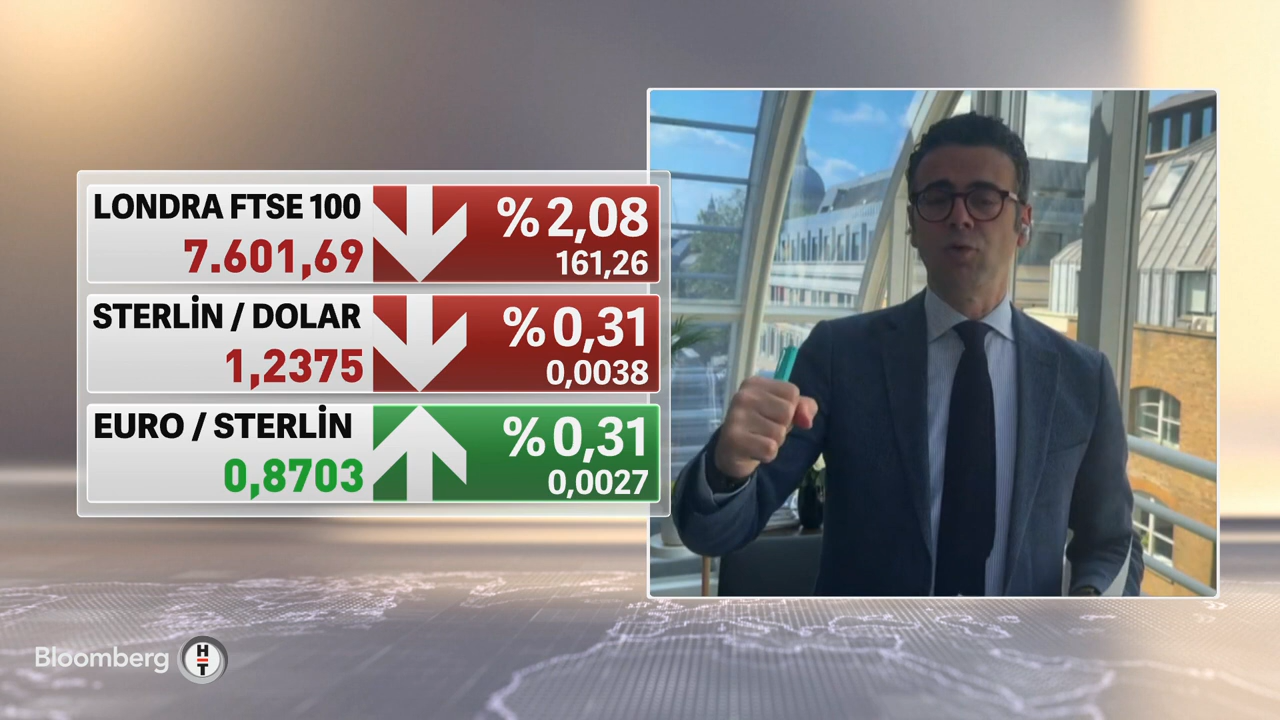 LONDRA FTSE 100
7.601,69
%2,08
161,26
STERLİN / DOLAR
1,2375
%0,31
0,0038
EURO / STERLİN
0,8703
%0,31
0,0027
Bloomberg HT